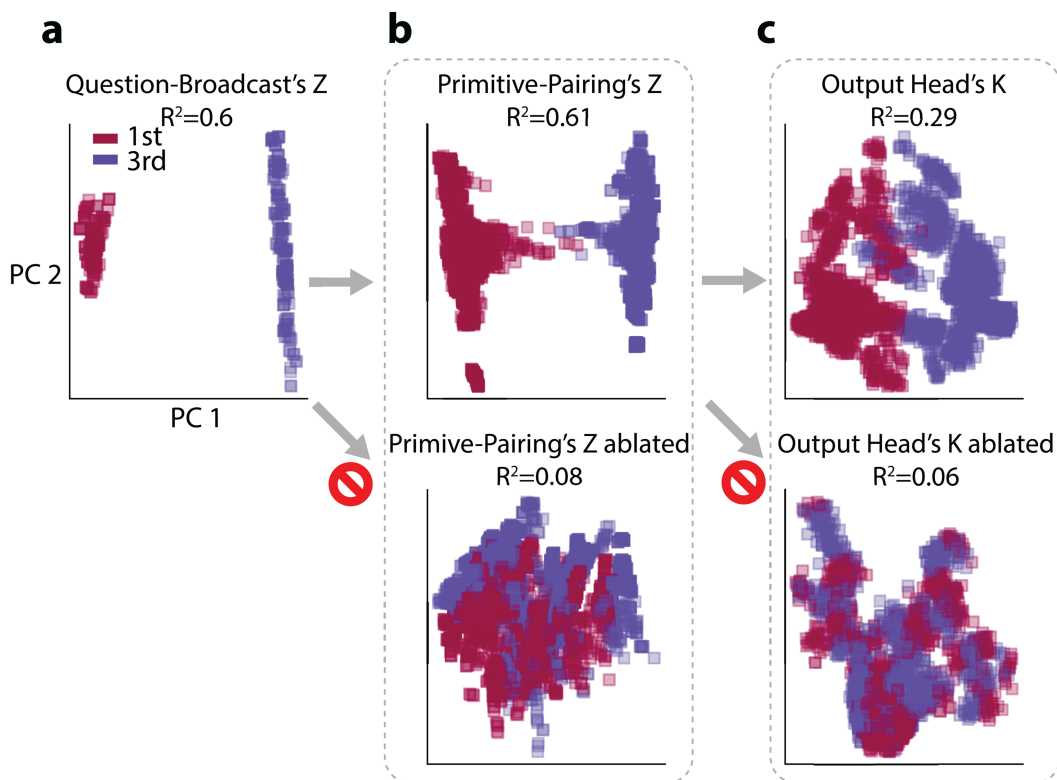 a
Question-Broadcast's Z
R²=0.6
1st
3rd
PC 2
PC 1
b
Primitive-Pairing's Z
R²=0.61
Primive-Pairing's Z ablated
R²=0.08
c
Output Head's K
R²=0.29
Output Head's K ablated
R²=0.06